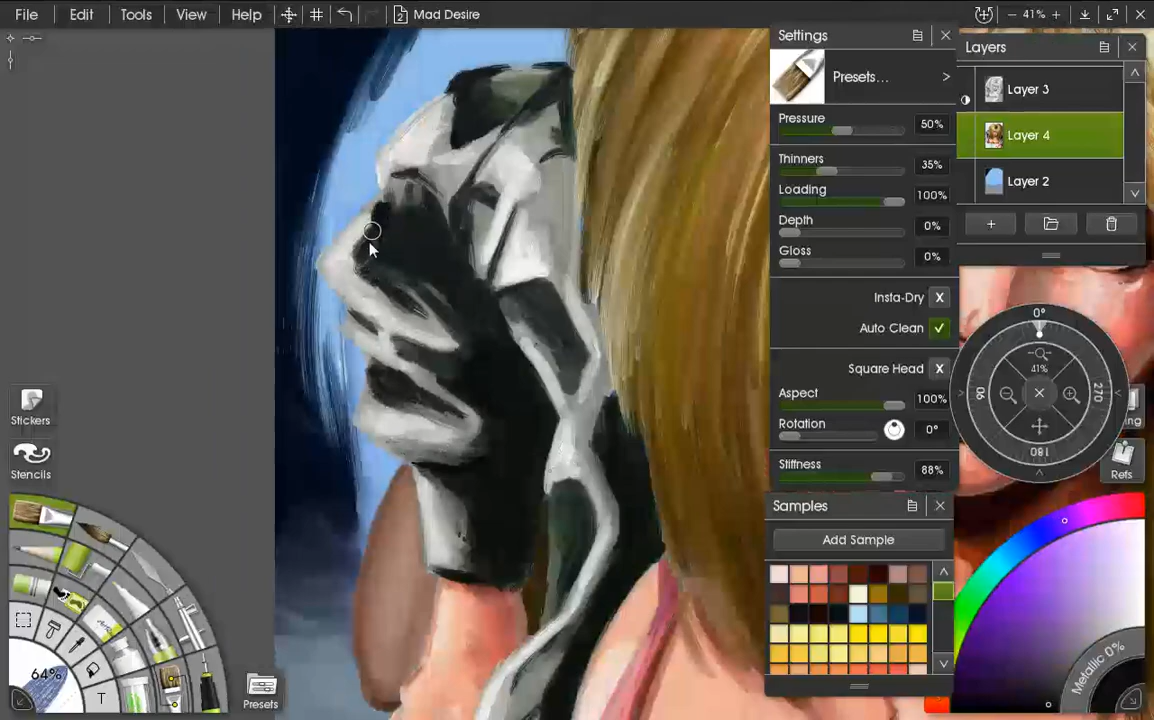 File Edit Tools View Help Mad Desire 41%
Settings
Presets...
Pressure 50%
Thinners 35%
Loading 100%
Depth 0%
Gloss 0%
Insta-Dry X
Auto Clean
Square Head X
Aspect 100%
Rotation 0°
Stiffness 88%
Samples
Add Sample
Layers
Layer 3
Layer 4
Layer 2
0°
41%
90
270
180
Refs
Metallic 0%
Stickers
Stencils
64%
T
Presets